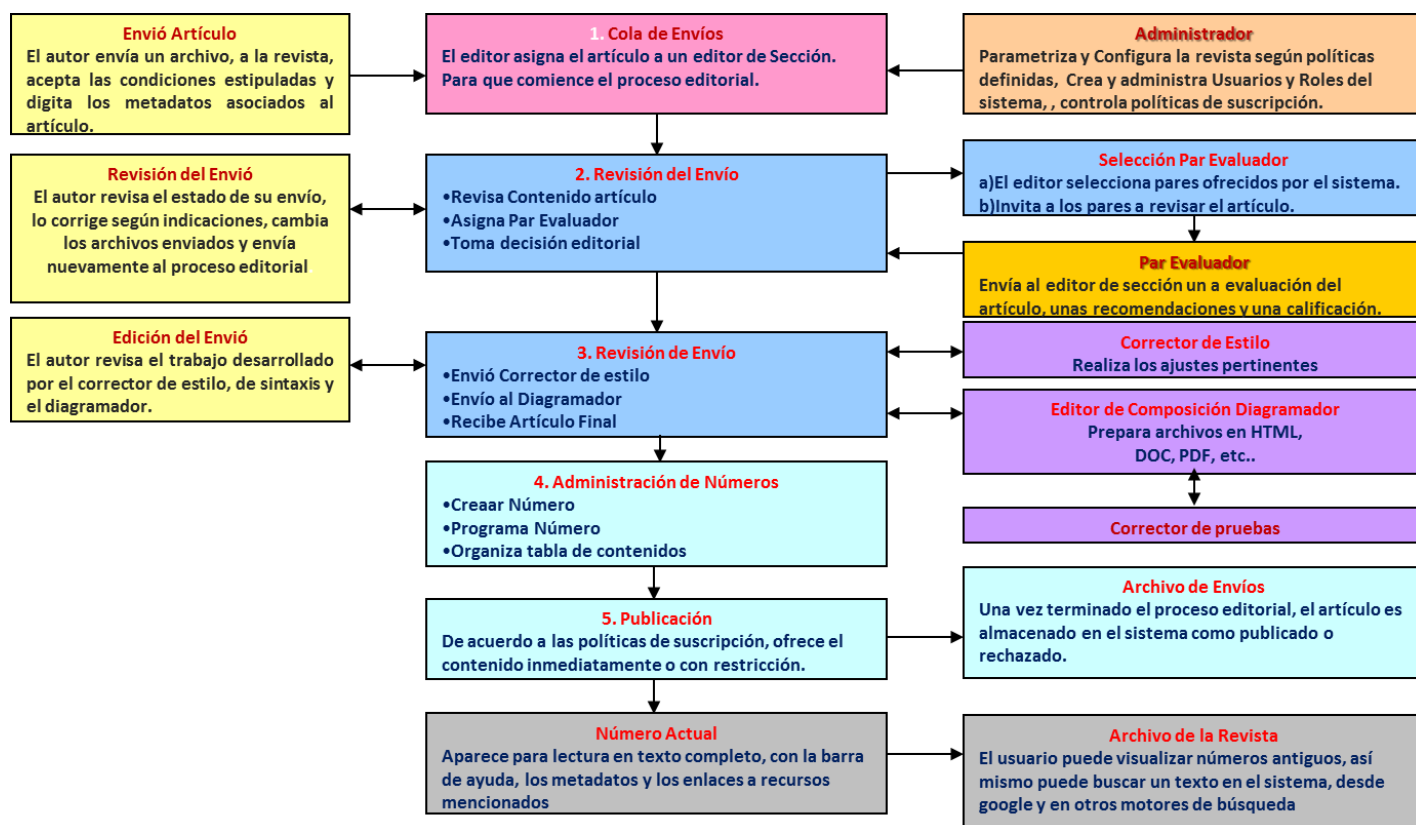 Envió Artículo
El autor envía un archivo, a la revista,
acepta las condiciones estipuladas y
digita los metadatos asociados al
artículo.
1. Cola de Envíos
El editor asigna el artículo a un editor de Sección.
Para que comience el proceso editorial.
Administrador
Parametriza y Configura la revista según políticas
definidas, Crea y administra Usuarios y Roles del
sistema, , controla políticas de suscripción.
Revisión del Envió
El autor revisa el estado de su envío,
lo corrige según indicaciones, cambia
los archivos enviados y envía
nuevamente al proceso editorial
2. Revisión del Envío
•Revisa Contenido artículo
•Asigna Par Evaluador
•Toma decisión editorial
Selección Par Evaluador
a)El editor selecciona pares ofrecidos por el sistema.
b)Invita a los pares a revisar el artículo.
Par Evaluador
Envía al editor de sección un a evaluación del
artículo, unas recomendaciones y una calificación.
Edición del Envió
El autor revisa el trabajo desarrollado
por el corrector de estilo, de sintaxis y
el diagramador.
3. Revisión de Envío
•Envió Corrector de estilo
•Envío al Diagramador
•Recibe Artículo Final
Corrector de Estilo
Realiza los ajustes pertinentes
Editor de Composición Diagramador
Prepara archivos en HTML,
DOC, PDF, etc..
Corrector de pruebas
4. Administración de Números
•Creaar Número
•Programa Número
•Organiza tabla de contenidos
5. Publicación
De acuerdo a las políticas de suscripción, ofrece el
contenido inmediatamente o con restricción.
Archivo de Envíos
Una vez terminado el proceso editorial, el artículo es
almacenado en el sistema como publicado o
rechazado.
Número Actual
Aparece para lectura en texto completo, con la barra
de ayuda, los metadatos y los enlaces a recursos
mencionados
Archivo de la Revista
El usuario puede visualizar números antiguos, así
mismo puede buscar un texto en el sistema, desde
google y en otros motores de búsqueda